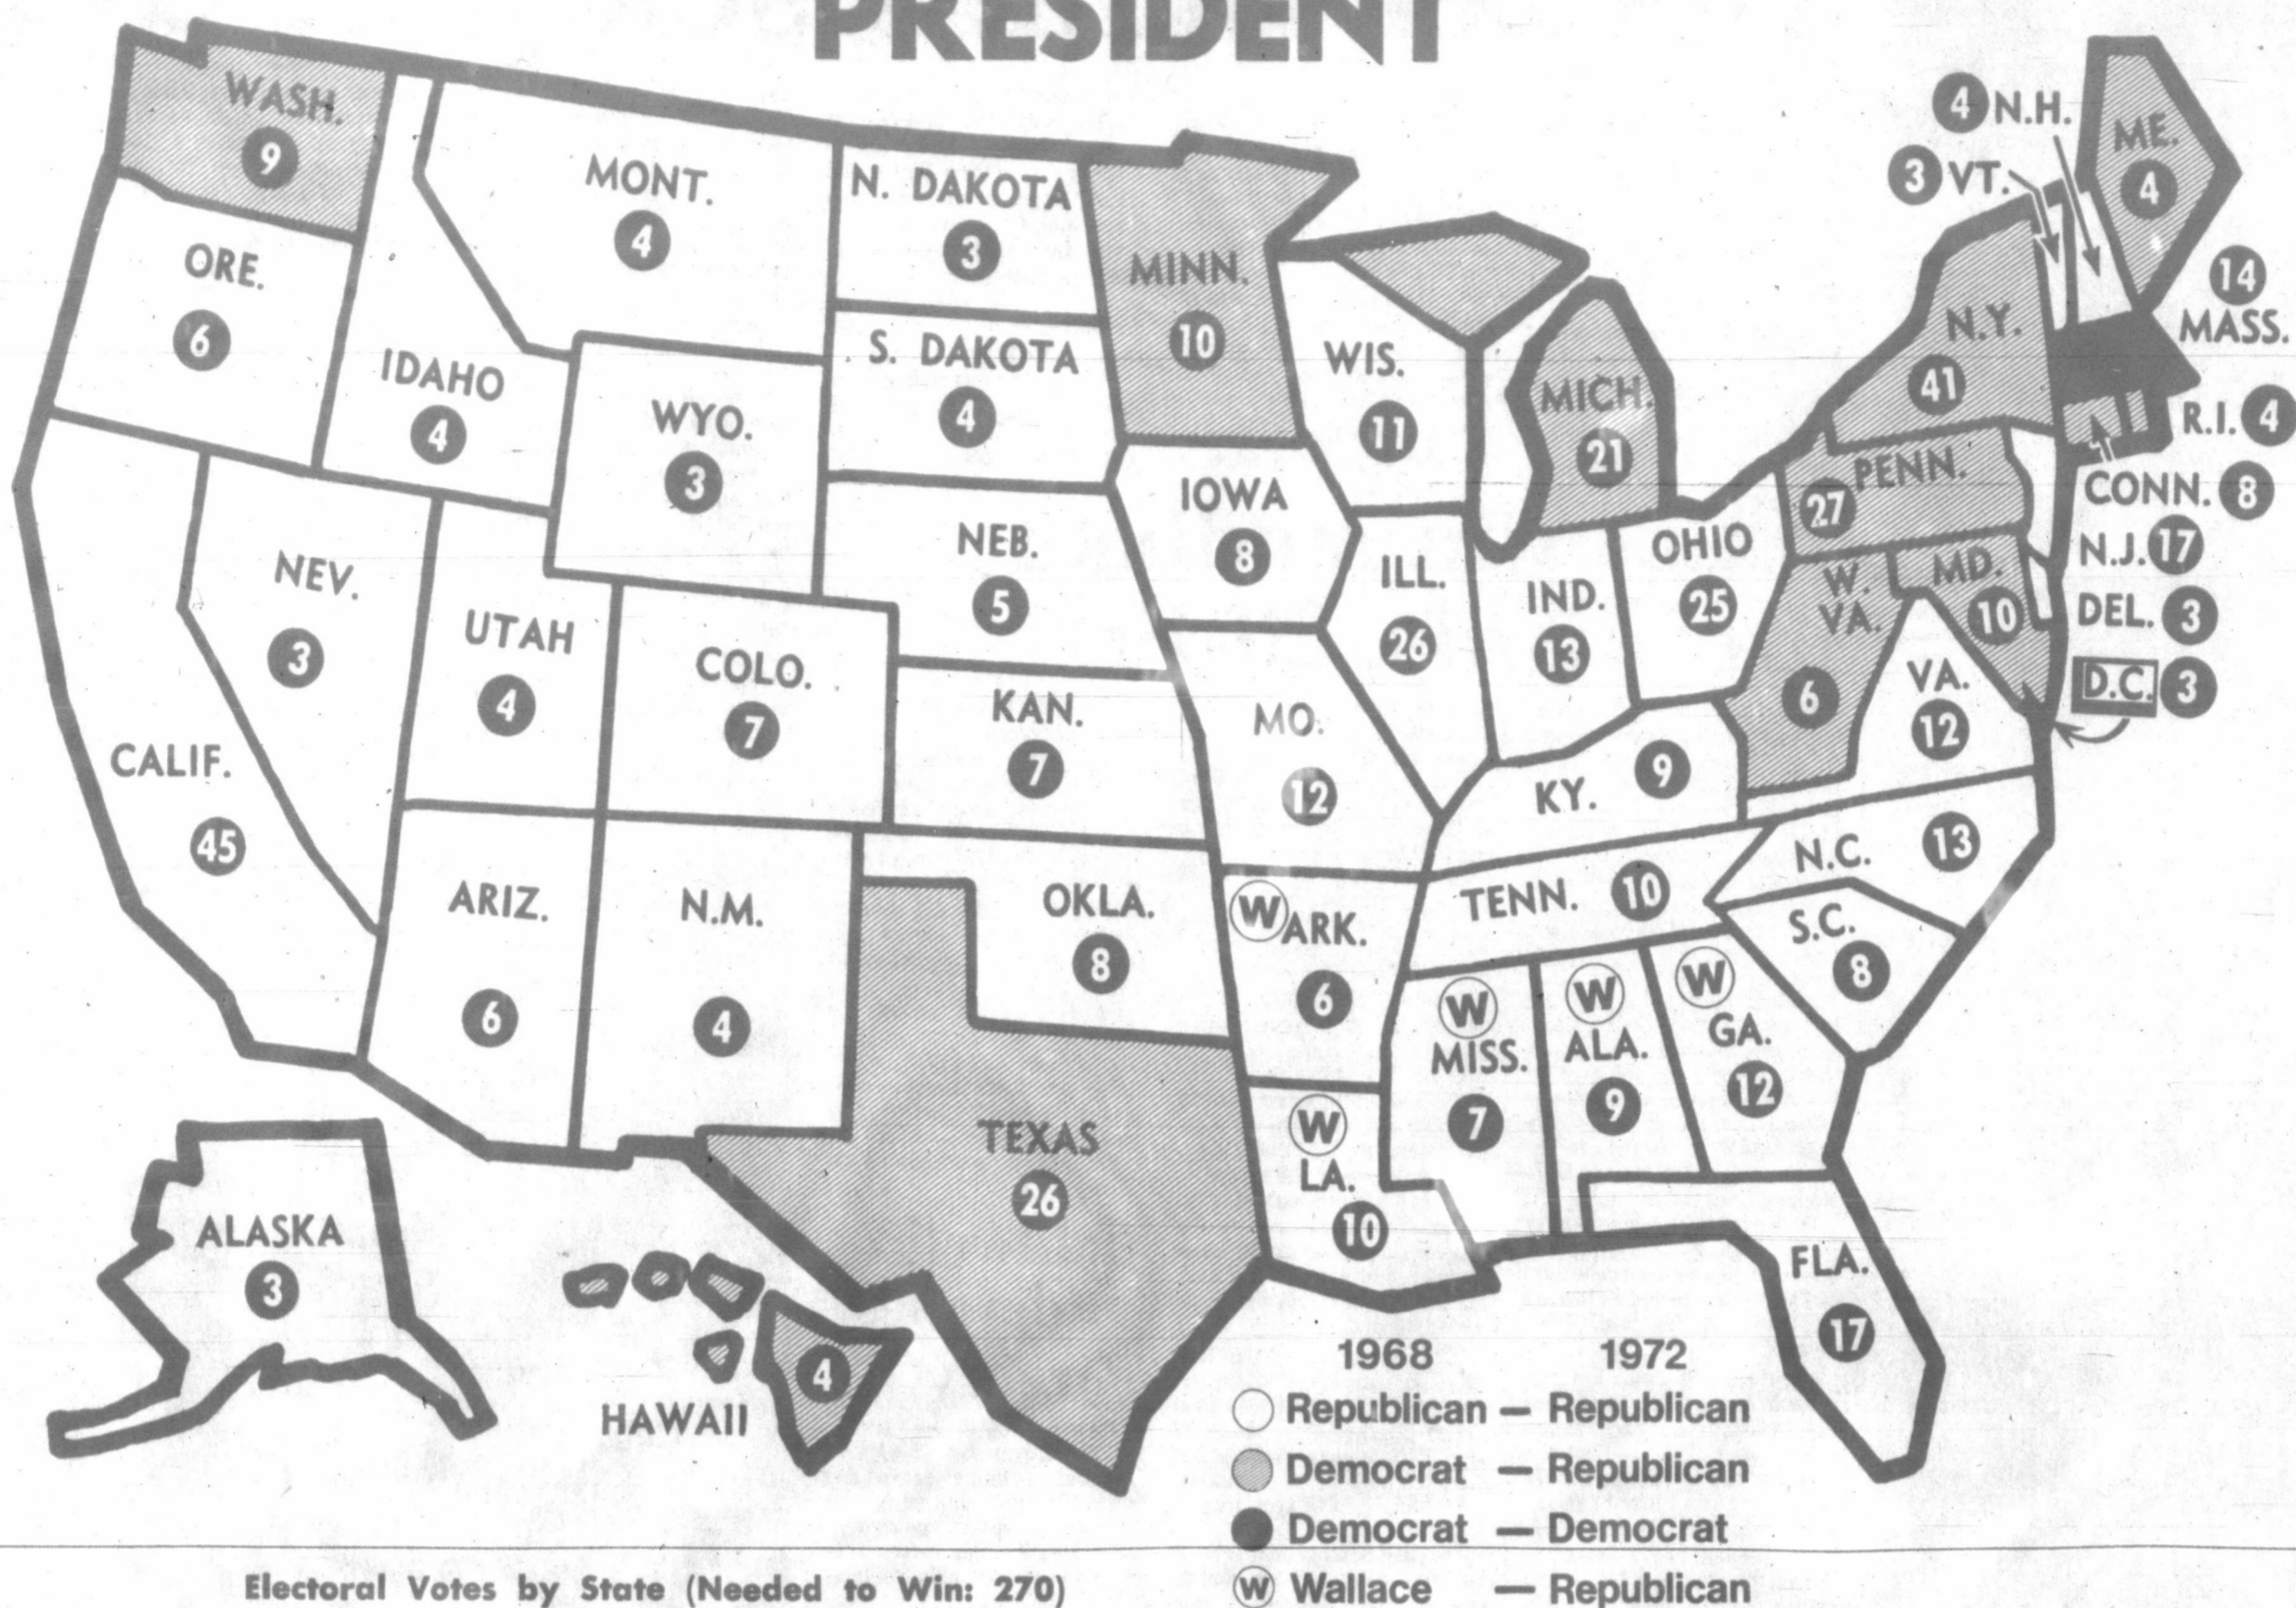 PRESIDENT
WASH.
9
ORE.
6
CALIF.
45
IDAHO
4
NEV.
3
MONT.
4
WYO.
3
UTAH
4
COLO.
7
ARIZ.
6
N.M.
4
N. DAKOTA
3
S. DAKOTA
4
NEB.
5
KAN.
7
OKLA.
8
TEXAS
26
MINN.
10
IOWA
8
MO.
12
W ARK.
6
W
LA.
10
WIS.
11
ILL.
26
MICH.
21
IND.
13
OHIO
25
KY. 9
TENN. 10
W
MISS.
7
W
ALA.
9
W
GA.
12
FLA.
17
S.C.
8
N.C. 13
VA.
12
W.
VA.
6
MD.
10
PENN.
27
N.Y.
41
4 N.H.
3 VT.
ME.
4
14
MASS.
R.I. 4
CONN. 8
N.J. 17
DEL. 3
D.C. 3
ALASKA
3
HAWAII
4
1968 1972
Republican — Republican
Democrat — Republican
Democrat — Democrat
W Wallace — Republican
Electoral Votes by State (Needed to Win: 270)